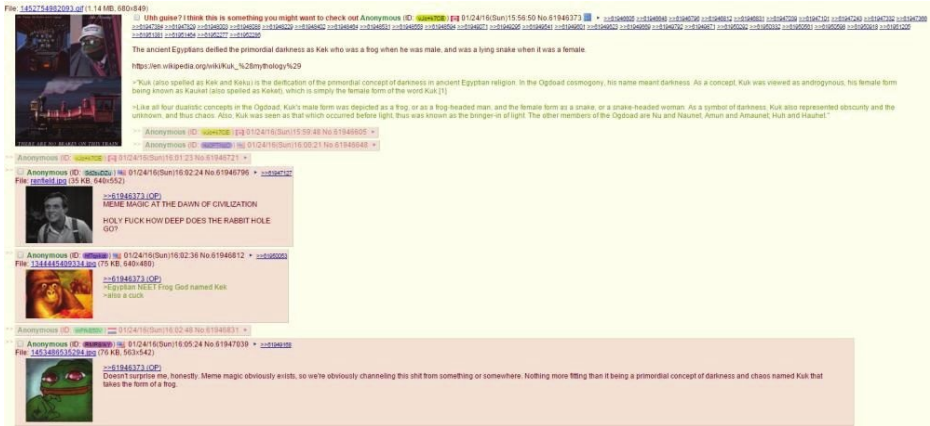 File: 1452754982093.gif (1.14 MB, 680x849)
Uhh guise? I think this is something you might want to check out Anonymous (ID: ) 01/24/16(Sun)15:56:50 No.61946373
The ancient Egyptians deified the primordial darkness as Kek who was a frog when he was male, and was a lying snake when it was a female.
https://en.wikipedia.org/wiki/Kuk_%28mythology%29
>"Kuk (also spelled as Kek and Keku) is the deification of the primordial concept of darkness in ancient Egyptian religion. In the Ogdoad cosmogony, his name meant darkness. As a concept, Kuk was viewed as androgynous, his female form
being known as Kauket (also spelled as Keket), which is simply the female form of the word Kuk.[1]
>Like all four dualistic concepts in the Ogdoad, Kuk's male form was depicted as a frog, or as a frog-headed man, and the female form as a snake, or a snake-headed woman. As a symbol of darkness, Kuk also represented obscurity and the
unknown, and thus chaos. Also, Kuk was seen as that which occurred before light, thus was known as the bringer-in of light. The other members of the Ogdoad are Nu and Naunet, Amun and Amaunet, Huh and Hauhet."
THERE ARE NO BRAKES ON THIS TRAIN
Anonymous (ID: ) 01/24/16(Sun)15:59:48 No.61946605
Anonymous (ID: ) 01/24/16(Sun)16:00:21 No.61946648
Anonymous (ID: ) 01/24/16(Sun)16:01:23 No.61946721
Anonymous (ID: ) 01/24/16(Sun)16:02:24 No.61946796 >>61947127
File: renfield.jpg (35 KB, 640x552)
>>61946373 (OP)
MEME MAGIC AT THE DAWN OF CIVILIZATION
HOLY FUCK HOW DEEP DOES THE RABBIT HOLE
GO?
Anonymous (ID: ) 01/24/16(Sun)16:02:36 No.61946812
File: 1344445409334.jpg (75 KB, 640x480)
>>61946373 (OP)
>Egyptian NEET Frog God named Kek
>also a cuck
Anonymous (ID: ) 01/24/16(Sun)16:02:48 No.61946831
Anonymous (ID: ) 01/24/16(Sun)16:05:24 No.61947039
File: 1453486535294.jpg (76 KB, 563x542)
>>61946373 (OP)
Doesn't surprise me, honestly. Meme magic obviously exists, so we're obviously channeling this shit from something or somewhere. Nothing more fitting than it being a primordial concept of darkness and chaos named Kuk that
takes the form of a frog.